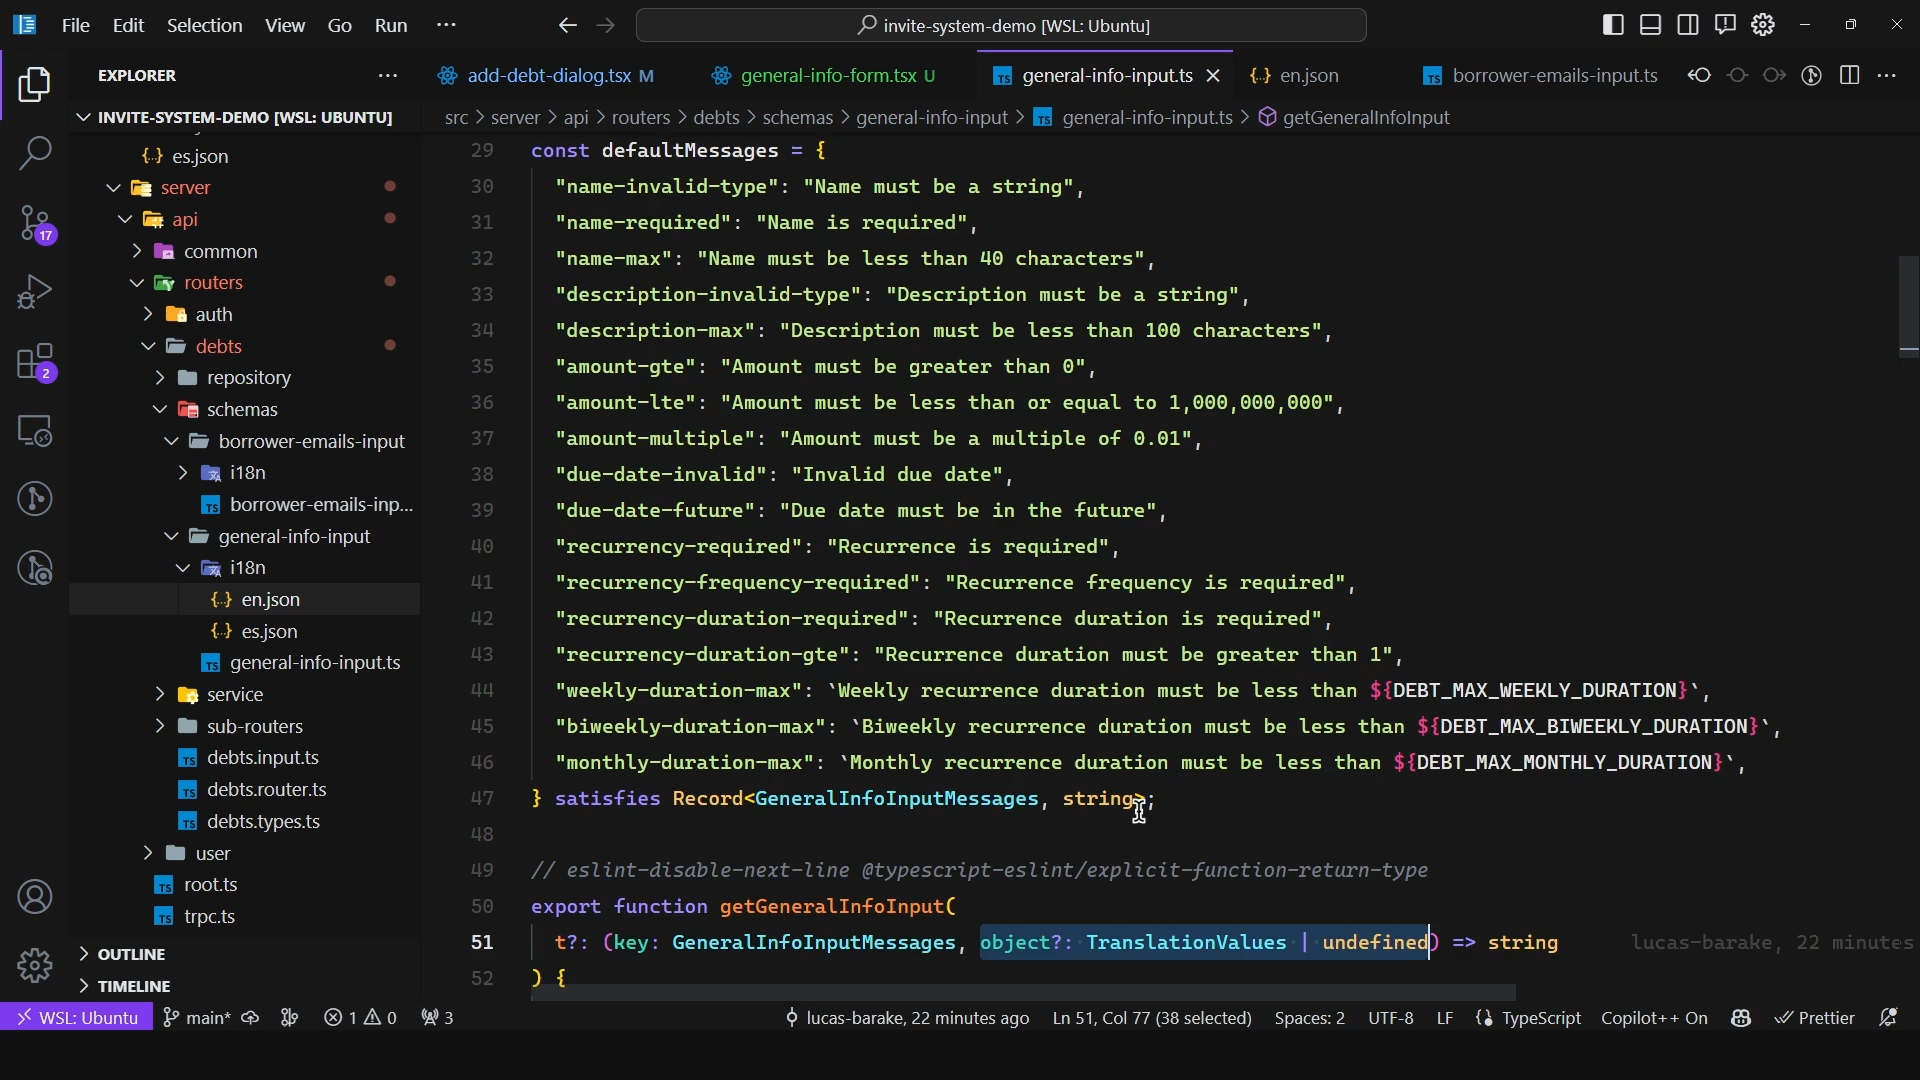 File Edit Selection View Go Run ···
invite-system-demo [WSL: Ubuntu]
EXPLORER
add-debt-dialog.tsx M
general-info-form.tsx U
general-info-input.ts
en.json
borrower-emails-input.ts
INVITE-SYSTEM-DEMO [WSL: UBUNTU]
src > server > api > routers > debts > schemas > general-info-input > general-info-input.ts > getGeneralInfoInput
es.json
server
api
common
routers
auth
debts
repository
schemas
borrower-emails-input
i18n
borrower-emails-inp...
general-info-input
i18n
en.json
es.json
general-info-input.ts
service
sub-routers
debts.input.ts
debts.router.ts
debts.types.ts
user
root.ts
trpc.ts
OUTLINE
TIMELINE
17
2
29 const defaultMessages = {
30 "name-invalid-type": "Name must be a string",
31 "name-required": "Name is required",
32 "name-max": "Name must be less than 40 characters",
33 "description-invalid-type": "Description must be a string",
34 "description-max": "Description must be less than 100 characters",
35 "amount-gte": "Amount must be greater than 0",
36 "amount-lte": "Amount must be less than or equal to 1,000,000,000",
37 "amount-multiple": "Amount must be a multiple of 0.01",
38 "due-date-invalid": "Invalid due date",
39 "due-date-future": "Due date must be in the future",
40 "recurrency-required": "Recurrence is required",
41 "recurrency-frequency-required": "Recurrence frequency is required",
42 "recurrency-duration-required": "Recurrence duration is required",
43 "recurrency-duration-gte": "Recurrence duration must be greater than 1",
44 "weekly-duration-max": `Weekly recurrence duration must be less than ${DEBT_MAX_WEEKLY_DURATION}`,
45 "biweekly-duration-max": `Biweekly recurrence duration must be less than ${DEBT_MAX_BIWEEKLY_DURATION}`,
46 "monthly-duration-max": `Monthly recurrence duration must be less than ${DEBT_MAX_MONTHLY_DURATION}`,
47 } satisfies Record<GeneralInfoInputMessages, string>;
48
49 // eslint-disable-next-line @typescript-eslint/explicit-function-return-type
50 export function getGeneralInfoInput(
51 t?: (key: GeneralInfoInputMessages, object?: TranslationValues | undefined) => string lucas-barake, 22 minutes
52 ) {
WSL: Ubuntu main* 1 0 3 lucas-barake, 22 minutes ago Ln 51, Col 77 (38 selected) Spaces: 2 UTF-8 LF TypeScript Copilot++ On Prettier